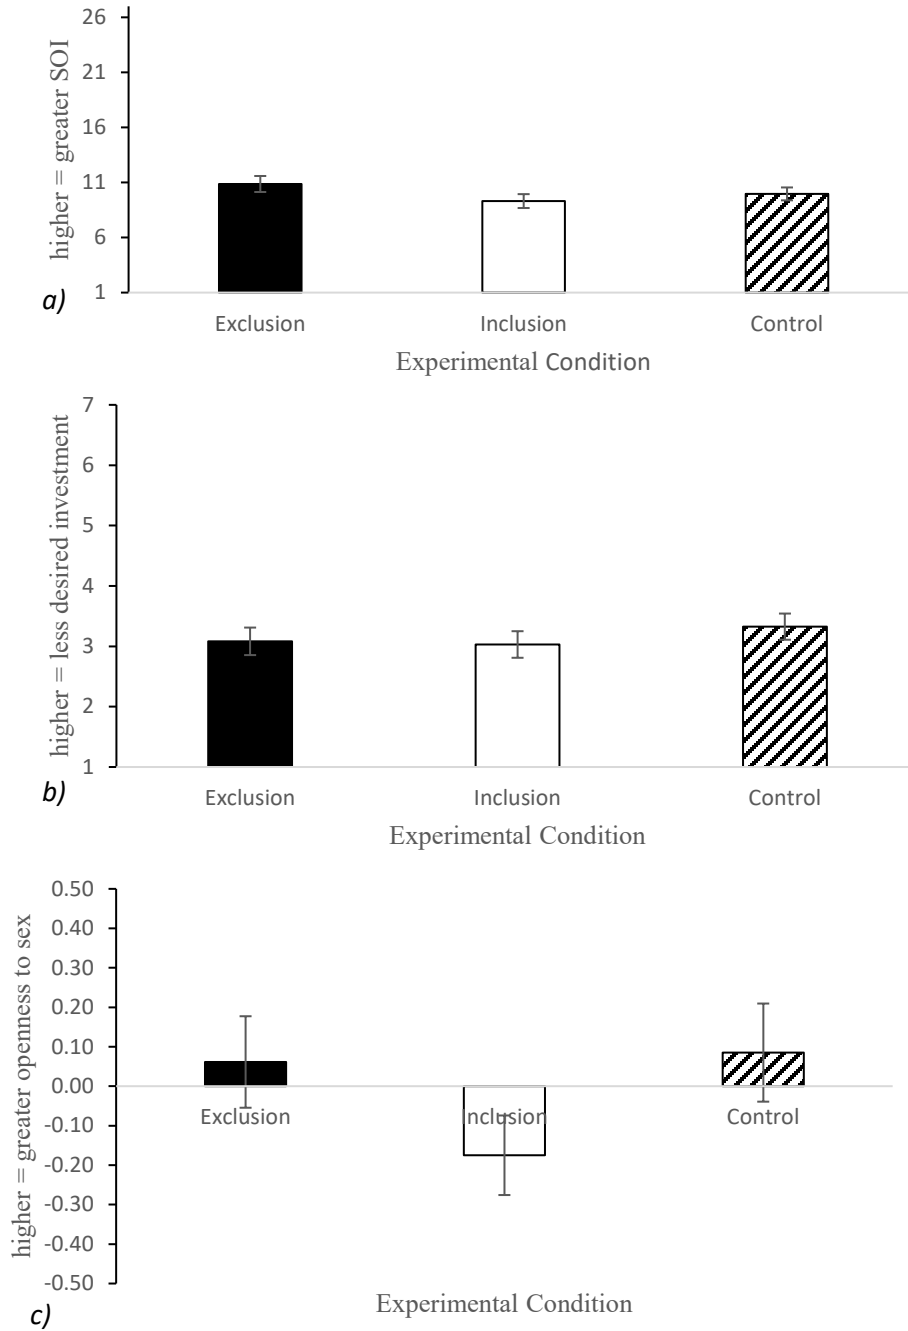 higher = greater SOI
26
21
16
11
6
1
a)
Exclusion Inclusion Control
Experimental Condition
higher = less desired investment
7
6
5
4
3
2
1
b)
Exclusion Inclusion Control
Experimental Condition
higher = greater openness to sex
0.50
0.40
0.30
0.20
0.10
0.00
Exclusion Inclusion Control
-0.10
-0.20
-0.30
-0.40
-0.50
c)
Experimental Condition